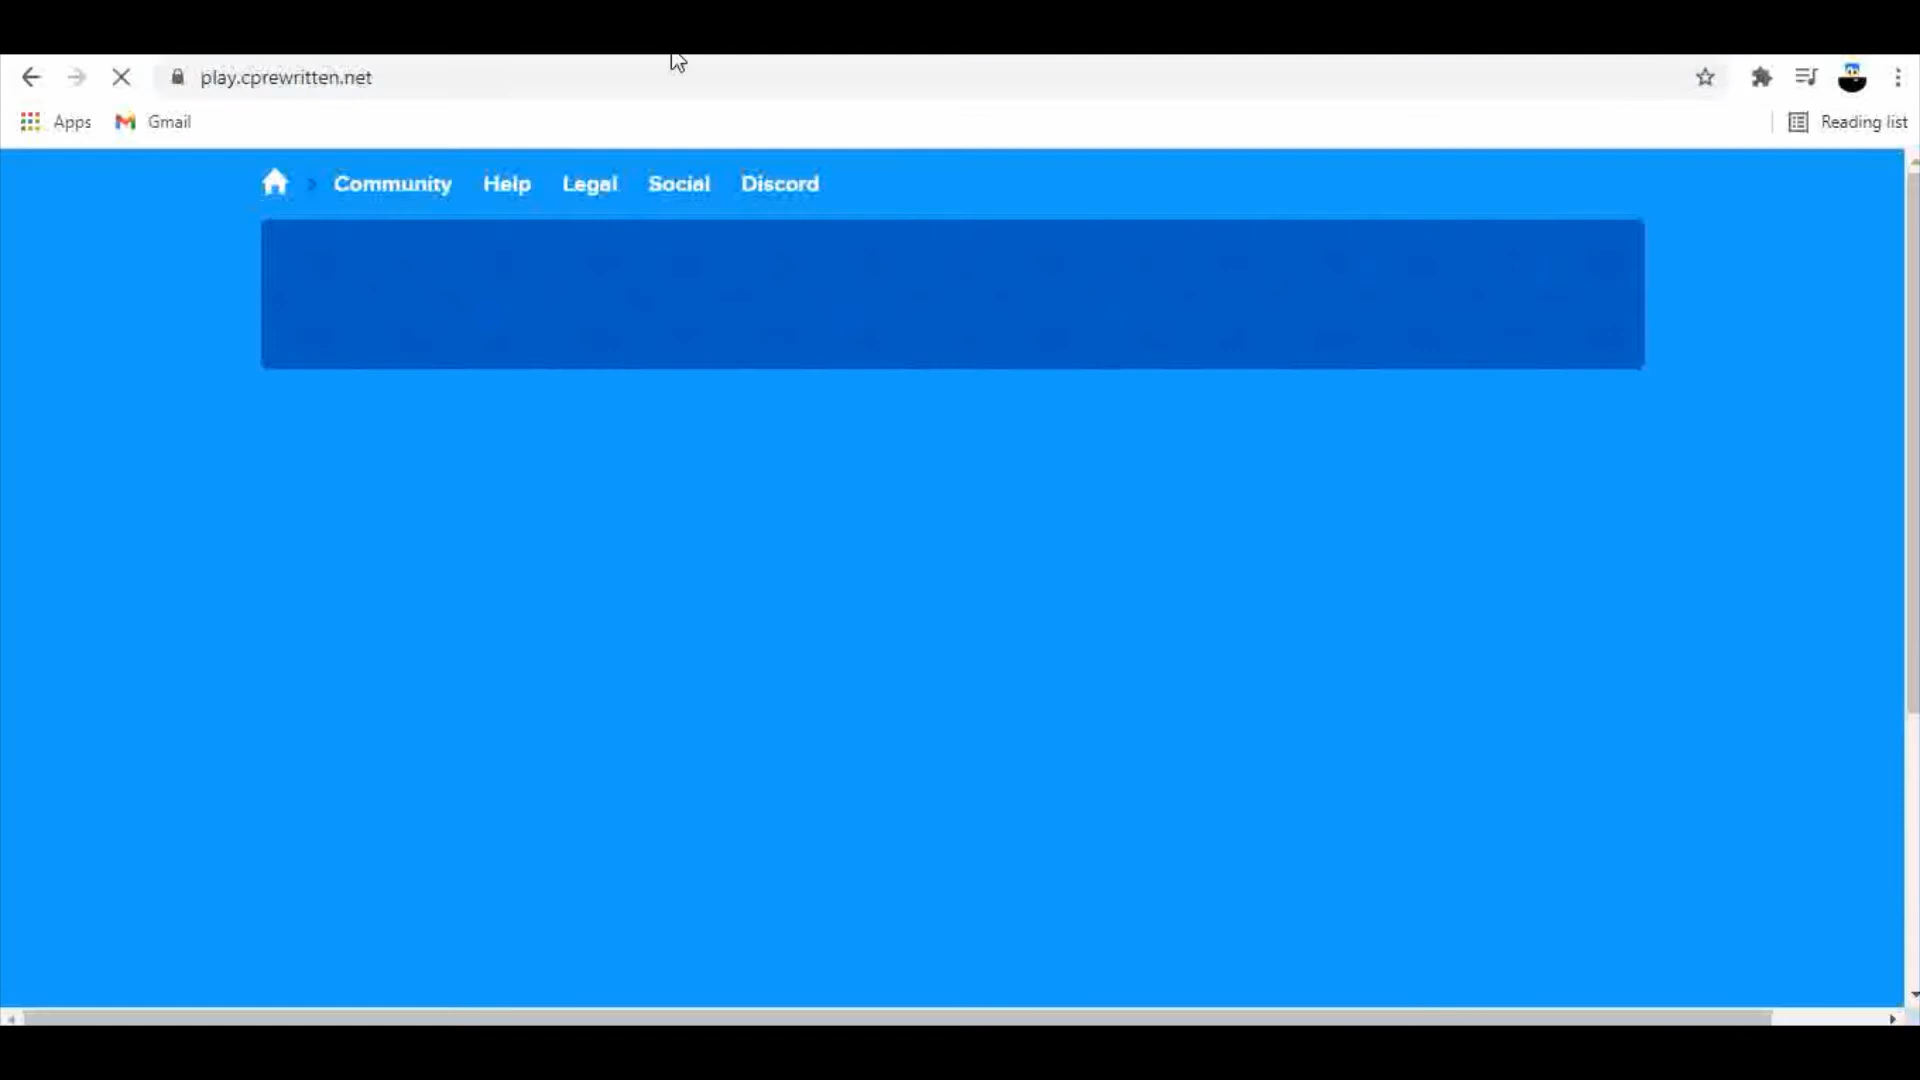 play.cprewritten.net
Apps Gmail Reading list
Community Help Legal Social Discord